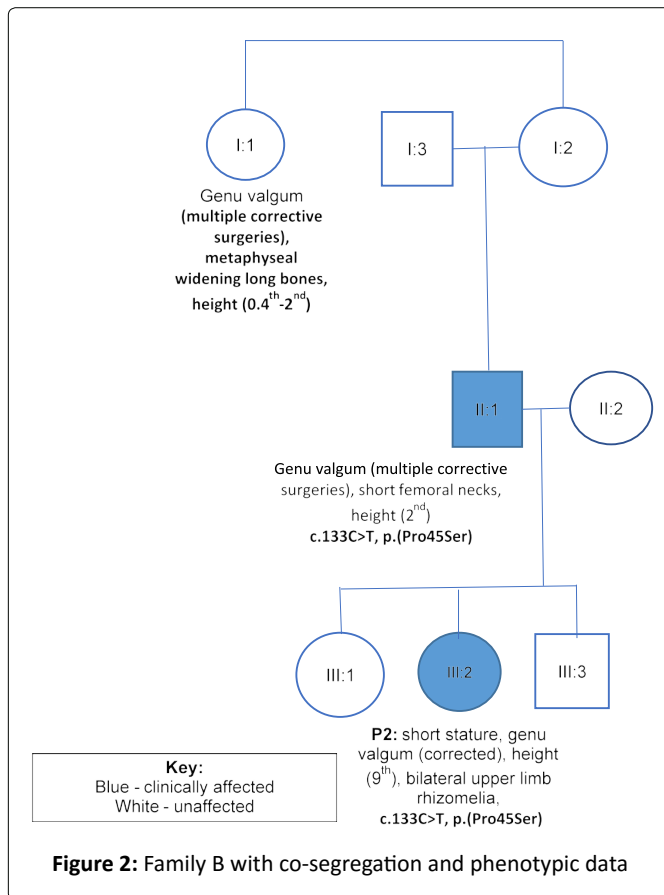 I:1
I:3
I:2
Genu valgum
(multiple corrective
surgeries),
metaphyseal
widening long bones,
height (0.4th-2nd)
II:1
II:2
Genu valgum (multiple corrective
surgeries), short femoral necks,
height (2nd)
c.133C>T, p.(Pro45Ser)
III:1
III:2
III:3
P2: short stature, genu
valgum (corrected), height
(9th), bilateral upper limb
rhizomelia,
c.133C>T, p.(Pro45Ser)
Key:
Blue - clinically affected
White - unaffected
Figure 2: Family B with co-segregation and phenotypic data